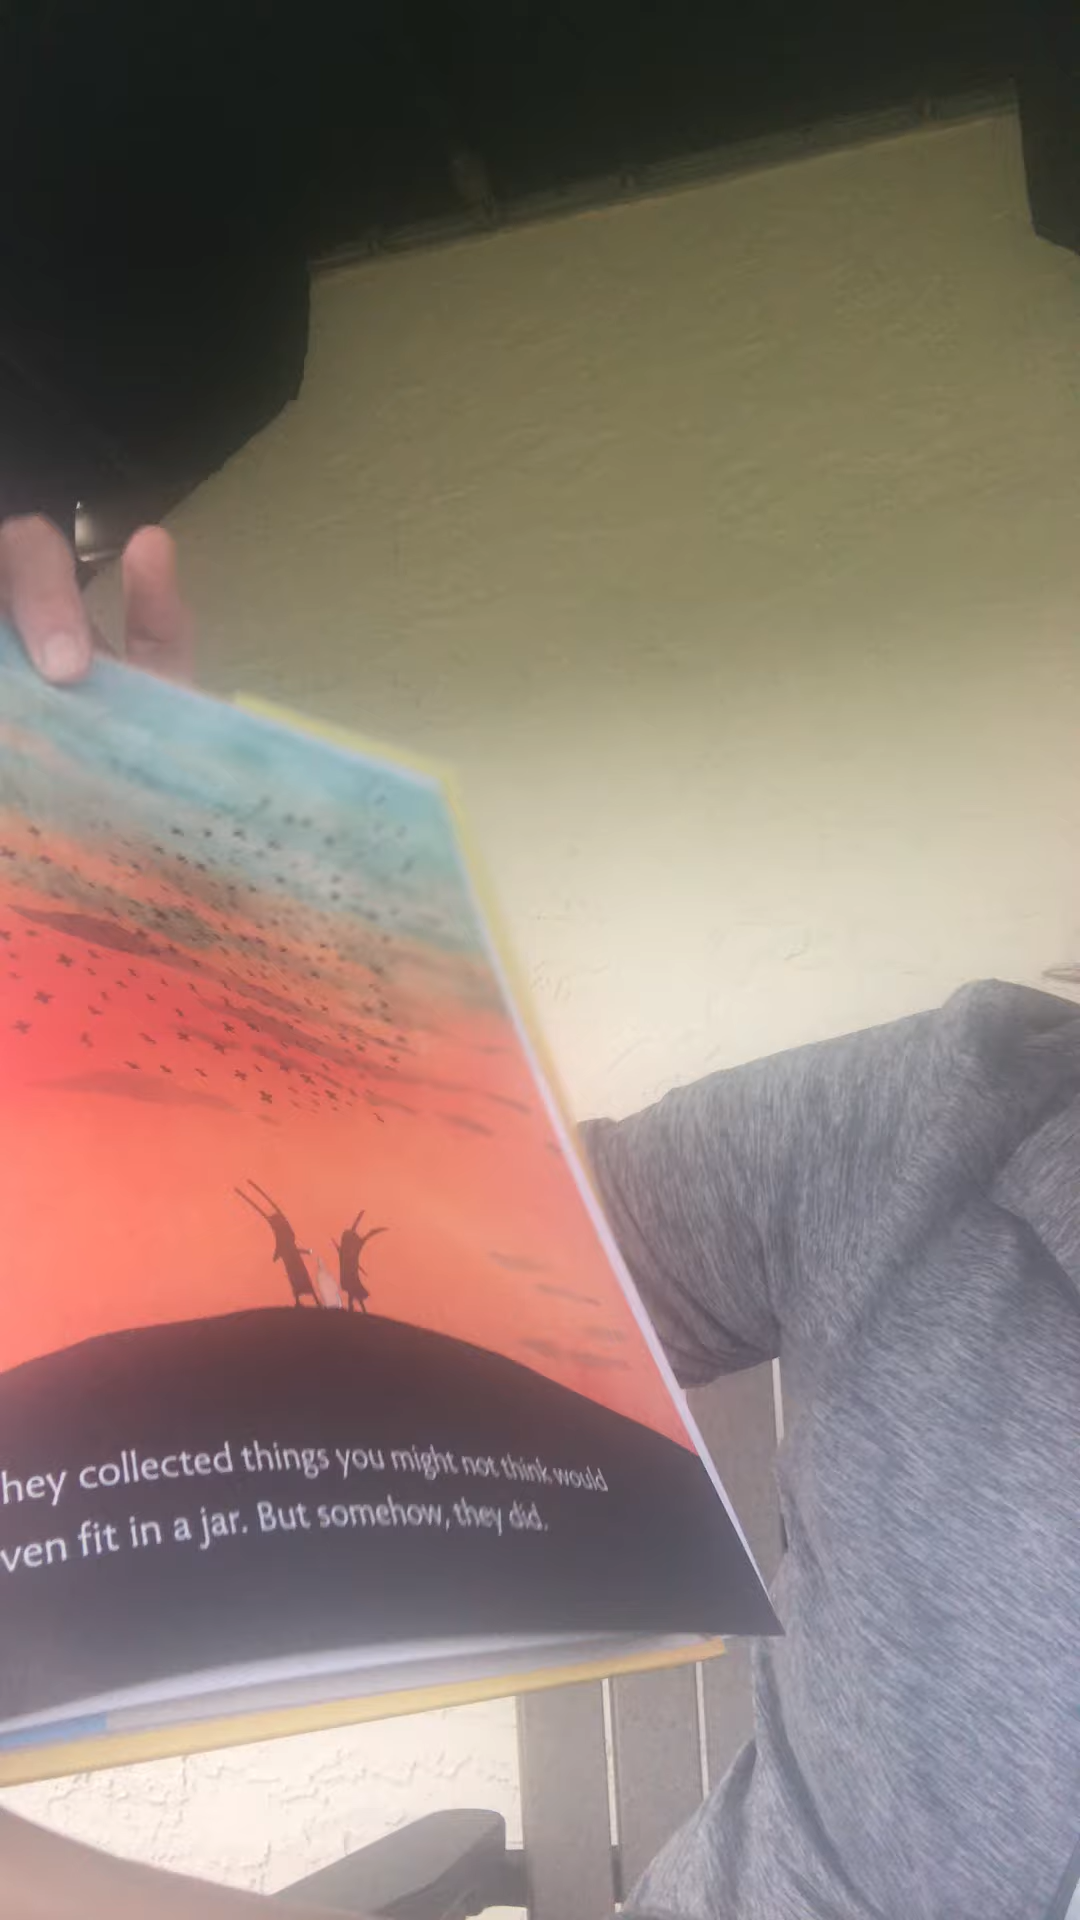 hey collected things you might not think would
ven fit in a jar. But somehow, they did.